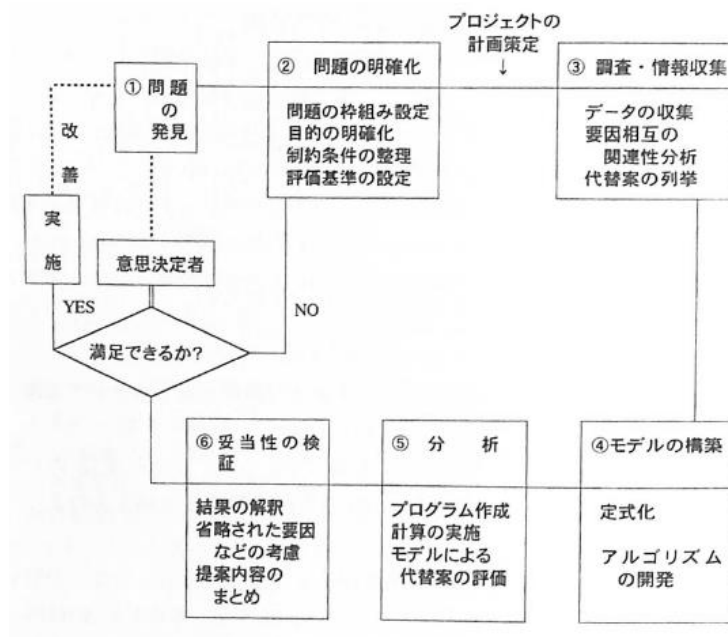 プロジェクトの
計画策定
↓
①問題
の
発見
② 問題の明確化
問題の枠組み設定
目的の明確化
制約条件の整理
評価基準の設定
③ 調査・情報収集
データの収集
要因相互の
関連性分析
代替案の列挙
改善
実施
意思決定者
YES
NO
満足できるか?
⑥妥当性の検
証
結果の解釈
省略された要因
などの考慮
提案内容の
まとめ
⑤ 分析
プログラム作成
計算の実施
モデルによる
代替案の評価
④モデルの構築
定式化
アルゴリズム
の開発